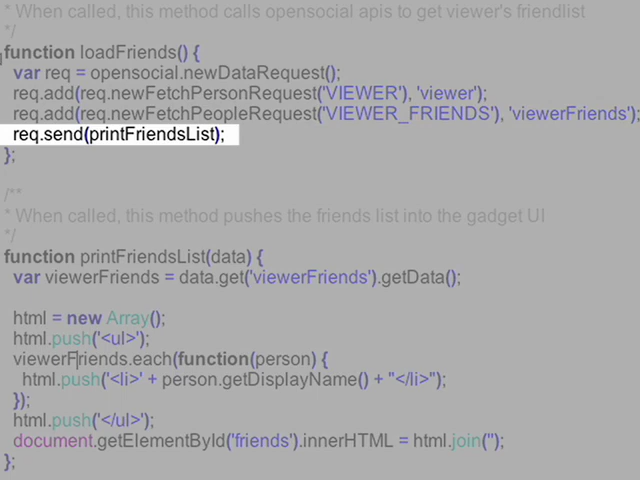 * When called, this method calls opensocial apis to get viewer's friendlist
*/
function loadFriends() {
var req = opensocial.newDataRequest();
req.add(req.newFetchPersonRequest('VIEWER'), 'viewer');
req.add(req.newFetchPeopleRequest('VIEWER_FRIENDS'), 'viewerFriends');
req.send(printFriendsList);
};
/**
* When called, this method pushes the friends list into the gadget UI
*/
function printFriendsList(data) {
var viewerFriends = data.get('viewerFriends').getData();
html = new Array();
html.push('<ul>');
viewerFriends.each(function(person) {
html.push('<li>' + person.getDisplayName() + "</li>");
});
html.push('</ul>');
document.getElementById('friends').innerHTML = html.join('');
};